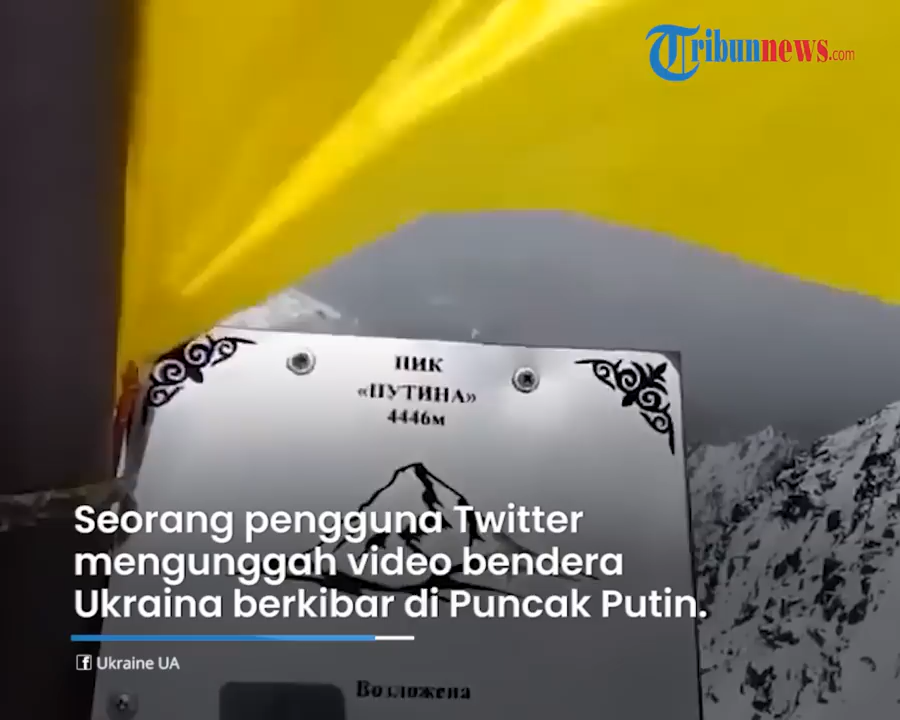 Tribunnews.com
ПИК
«ПУТИНА»
4446м
Seorang pengguna Twitter
mengunggah video bendera
Ukraina berkibar di Puncak Putin.
Ukraine UA
Возложена